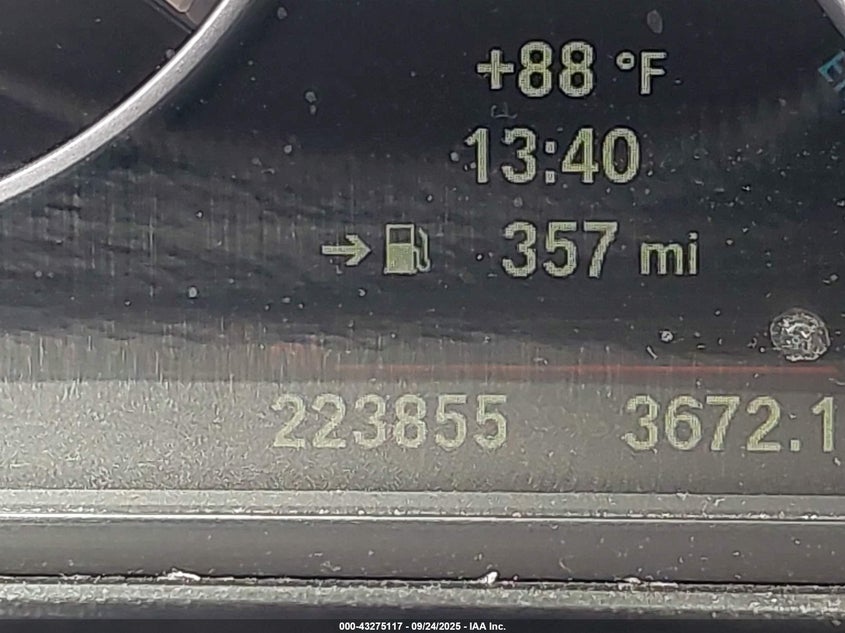 +88 °F
13:40
→ 357 mi
223855 3672.1
000-43275117 - 09/24/2025 - IAA Inc.